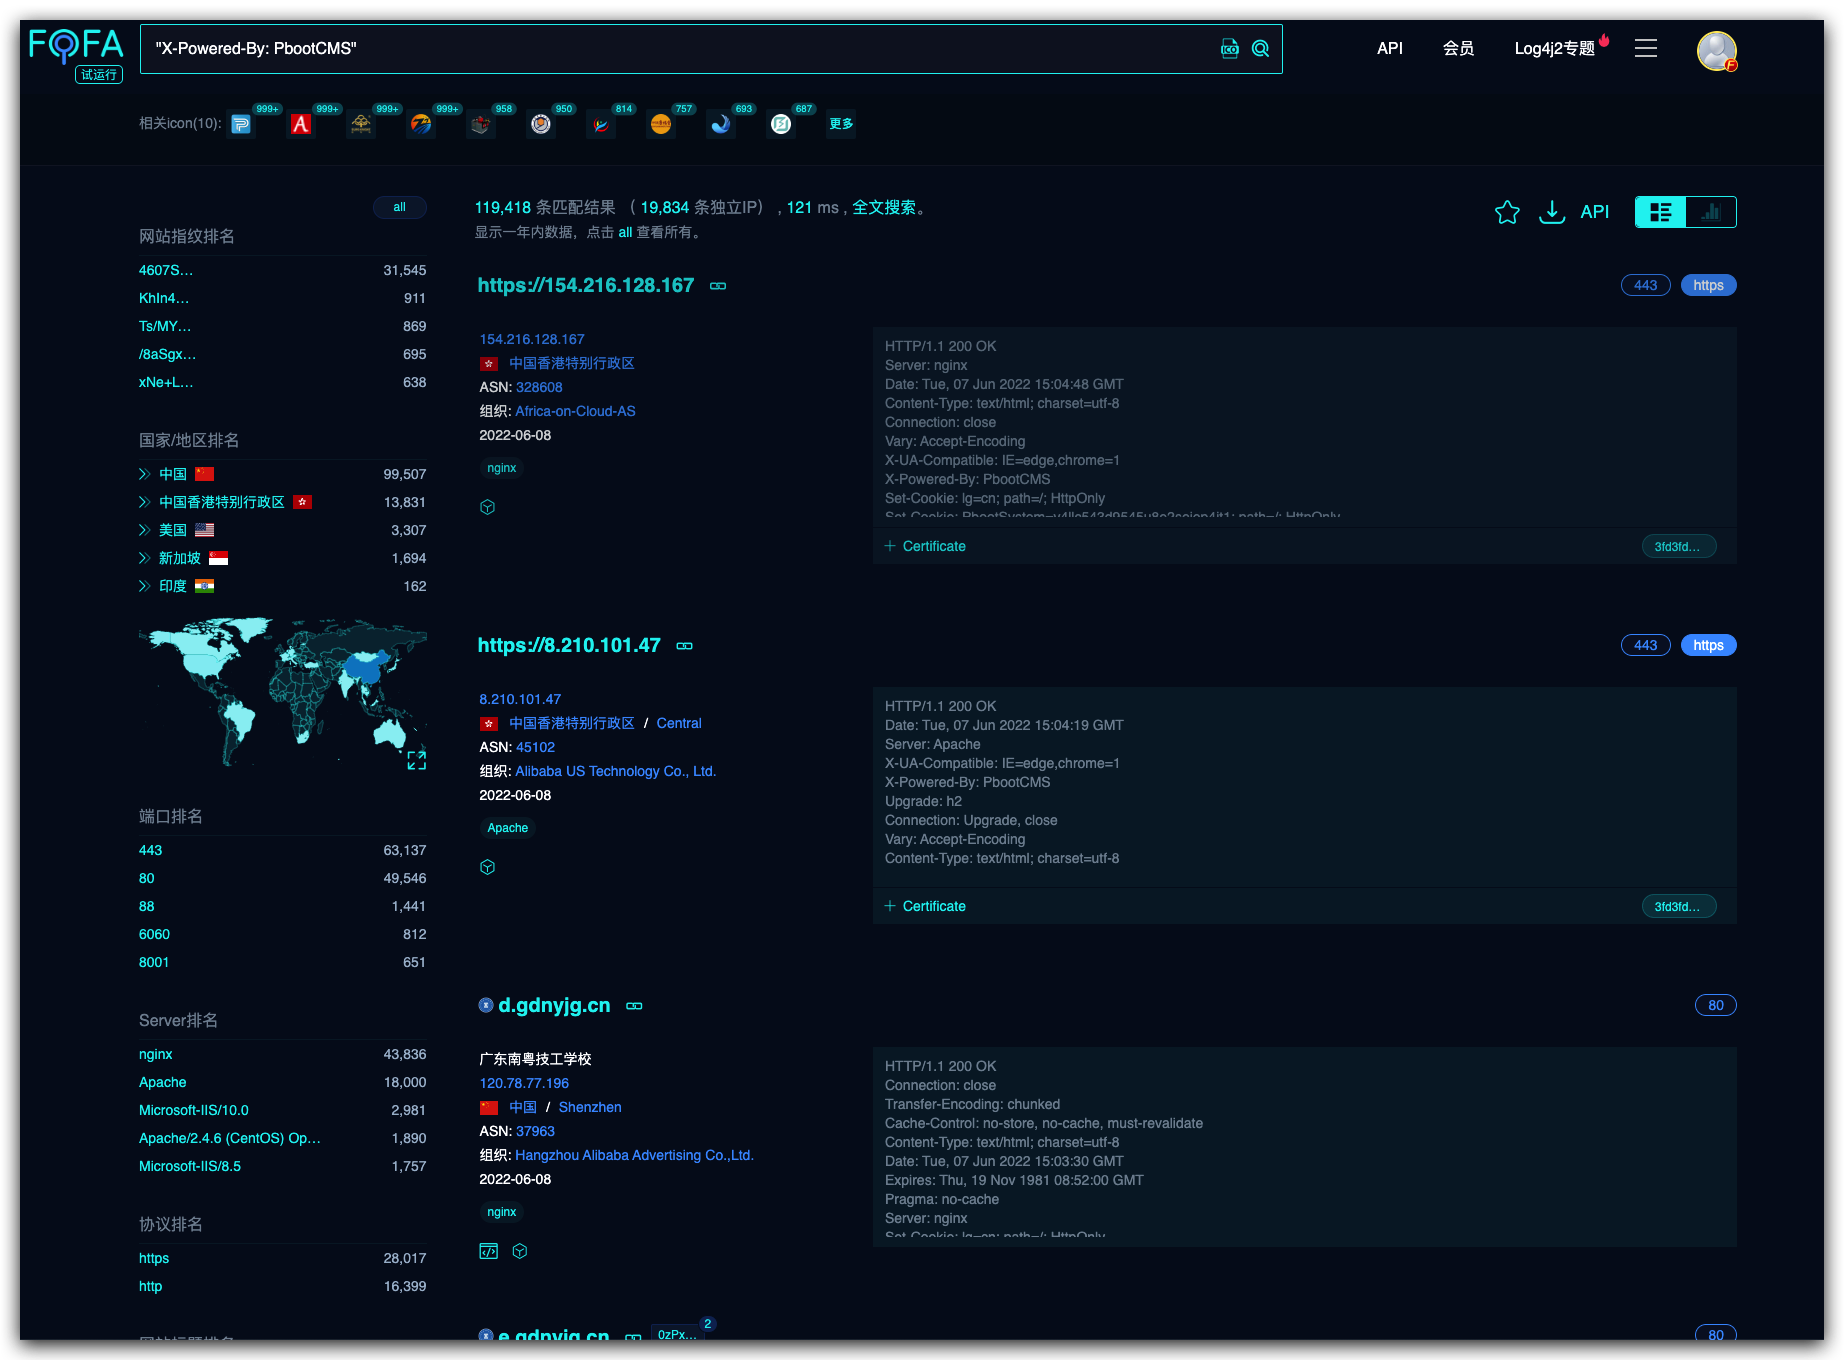 FOFA
试运行
"X-Powered-By: PbootCMS"
ICO
API
会员
Log4j2专题
F
相关icon(10):
999+
999+
999+
999+
958
950
814
757
693
687
更多
all
网站指纹排名
4607S... 31,545
KhIn4... 911
Ts/MY... 869
/8aSgx... 695
xNe+L... 638
国家/地区排名
中国 99,507
中国香港特别行政区 13,831
美国 3,307
新加坡 1,694
印度 162
端口排名
443 63,137
80 49,546
88 1,441
6060 812
8001 651
Server排名
nginx 43,836
Apache 18,000
Microsoft-IIS/10.0 2,981
Apache/2.4.6 (CentOS) Op... 1,890
Microsoft-IIS/8.5 1,757
协议排名
https 28,017
http 16,399
网站标题排名
119,418 条匹配结果 （ 19,834 条独立IP） , 121 ms , 全文搜索。
显示一年内数据，点击 all 查看所有。
API
https://154.216.128.167
443 https
154.216.128.167
中国香港特别行政区
ASN: 328608
组织: Africa-on-Cloud-AS
2022-06-08
nginx
HTTP/1.1 200 OK
Server: nginx
Date: Tue, 07 Jun 2022 15:04:48 GMT
Content-Type: text/html; charset=utf-8
Connection: close
Vary: Accept-Encoding
X-UA-Compatible: IE=edge,chrome=1
X-Powered-By: PbootCMS
Set-Cookie: lg=cn; path=/; HttpOnly
+ Certificate
3fd3fd...
https://8.210.101.47
443 https
8.210.101.47
中国香港特别行政区 / Central
ASN: 45102
组织: Alibaba US Technology Co., Ltd.
2022-06-08
Apache
HTTP/1.1 200 OK
Date: Tue, 07 Jun 2022 15:04:19 GMT
Server: Apache
X-UA-Compatible: IE=edge,chrome=1
X-Powered-By: PbootCMS
Upgrade: h2
Connection: Upgrade, close
Vary: Accept-Encoding
Content-Type: text/html; charset=utf-8
+ Certificate
3fd3fd...
d.gdnyjg.cn
80
广东南粤技工学校
120.78.77.196
中国 / Shenzhen
ASN: 37963
组织: Hangzhou Alibaba Advertising Co.,Ltd.
2022-06-08
nginx
HTTP/1.1 200 OK
Connection: close
Transfer-Encoding: chunked
Cache-Control: no-store, no-cache, must-revalidate
Content-Type: text/html; charset=utf-8
Date: Tue, 07 Jun 2022 15:03:30 GMT
Expires: Thu, 19 Nov 1981 08:52:00 GMT
Pragma: no-cache
Server: nginx
Set-Cookie: lg=cn; path=/; HttpOnly
e.gdnyjg.cn
0zPx...
2
80